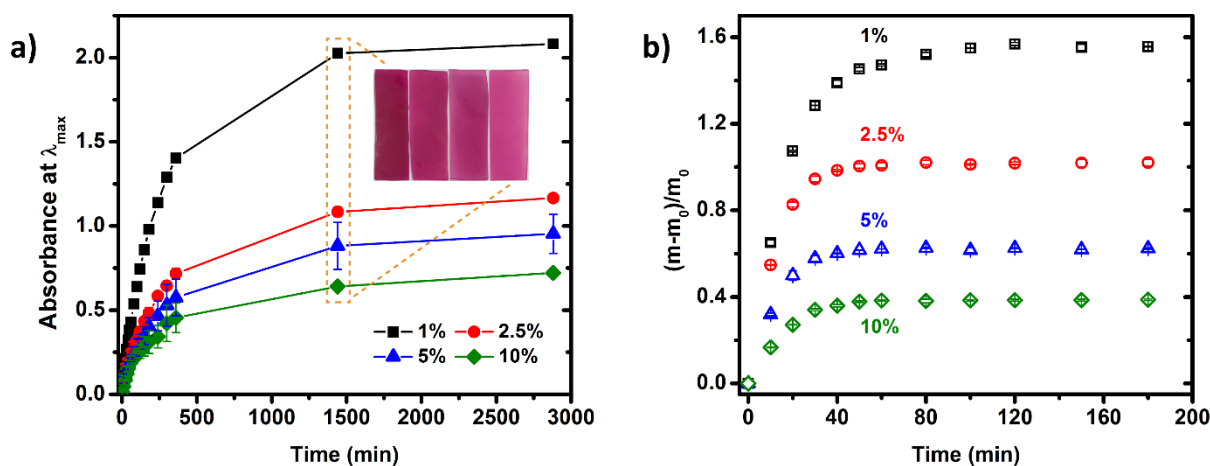 a)
Absorbance at λmax
2.0
1.5
1.0
0.5
0.0
1% 2.5%
5% 10%
0 500 1000 1500 2000 2500 3000
Time (min)
b)
(m-m0)/m0
1.6
1.2
0.8
0.4
0.0
1%
2.5%
5%
10%
0 40 80 120 160 200
Time (min)